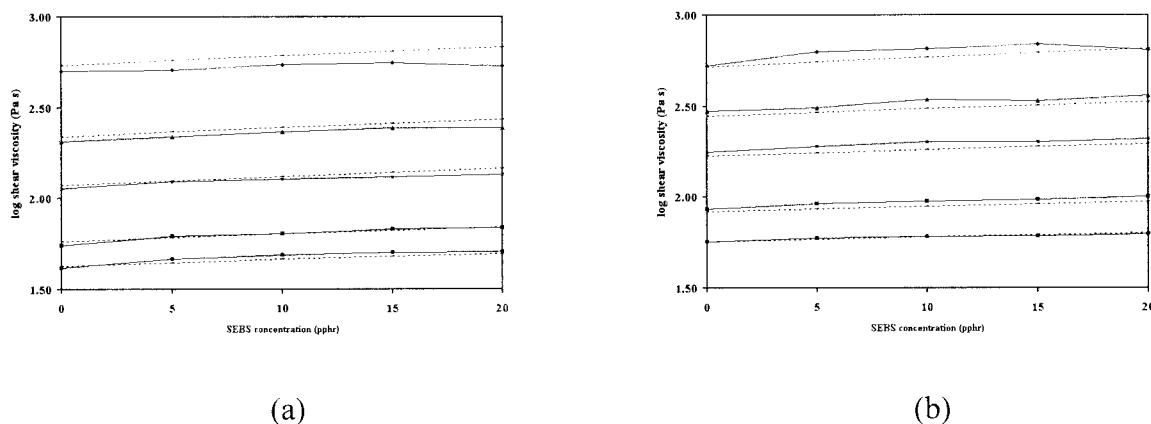 3.00
2.50
2.00
1.50
log shear viscosity (Pa s)
0 5 10 15 20
SEBS concentration (pphr)
(a)
3.00
2.50
2.00
1.50
log shear viscosity (Pa s)
0 5 10 15 20
SEBS concentration (pphr)
(b)